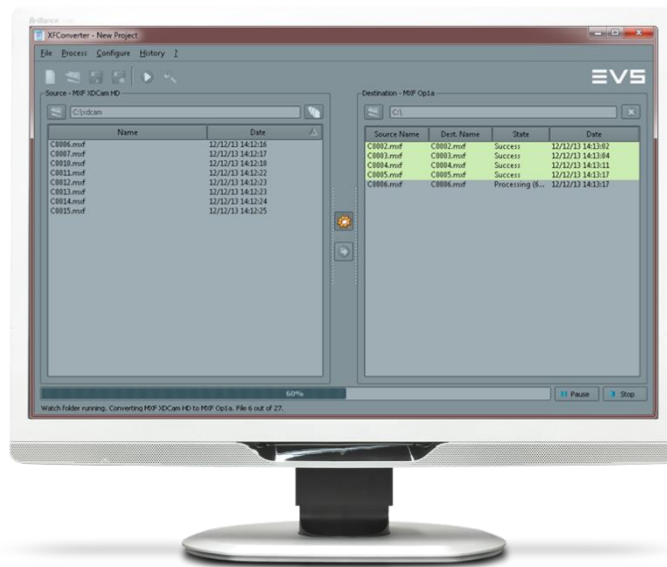 Brilliance
XFConverter - New Project
File Process Configure History ?
EVS
Source - MXF XDCam HD
C:\xdcam
Name Date
C0006.mxf 12/12/13 14:12:16
C0007.mxf 12/12/13 14:12:17
C0010.mxf 12/12/13 14:12:18
C0011.mxf 12/12/13 14:12:22
C0012.mxf 12/12/13 14:12:23
C0013.mxf 12/12/13 14:12:23
C0014.mxf 12/12/13 14:12:24
C0015.mxf 12/12/13 14:12:25
Destination - MXF Op1a
C:\
Source Name Dest. Name State Date
C0002.mxf C0002.mxf Success 12/12/13 14:13:02
C0003.mxf C0003.mxf Success 12/12/13 14:13:04
C0004.mxf C0004.mxf Success 12/12/13 14:13:11
C0005.mxf C0005.mxf Success 12/12/13 14:13:17
C0006.mxf C0006.mxf Processing (6... 12/12/13 14:13:17
60%
Pause Stop
Watch folder running. Converting MXF XDCam HD to MXF Op1a. File 6 out of 27.